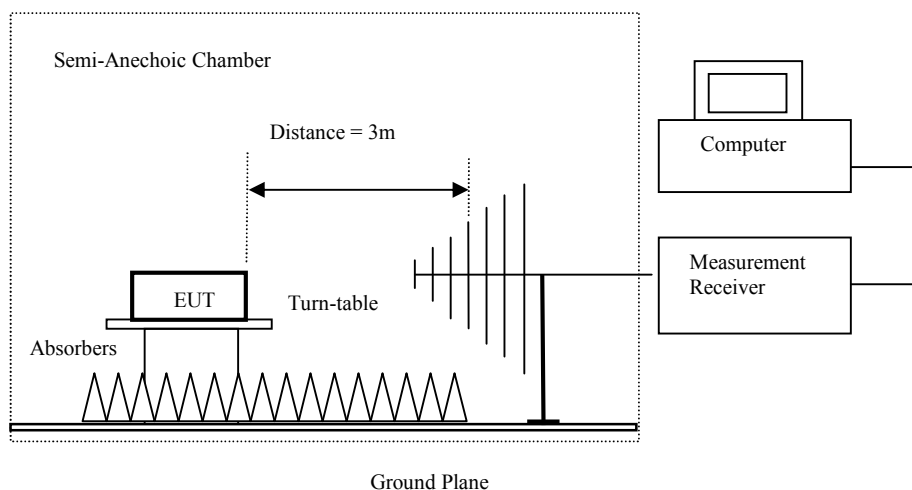 Semi-Anechoic Chamber
Distance = 3m
Computer
Measurement
Receiver
EUT
Turn-table
Absorbers
Ground Plane